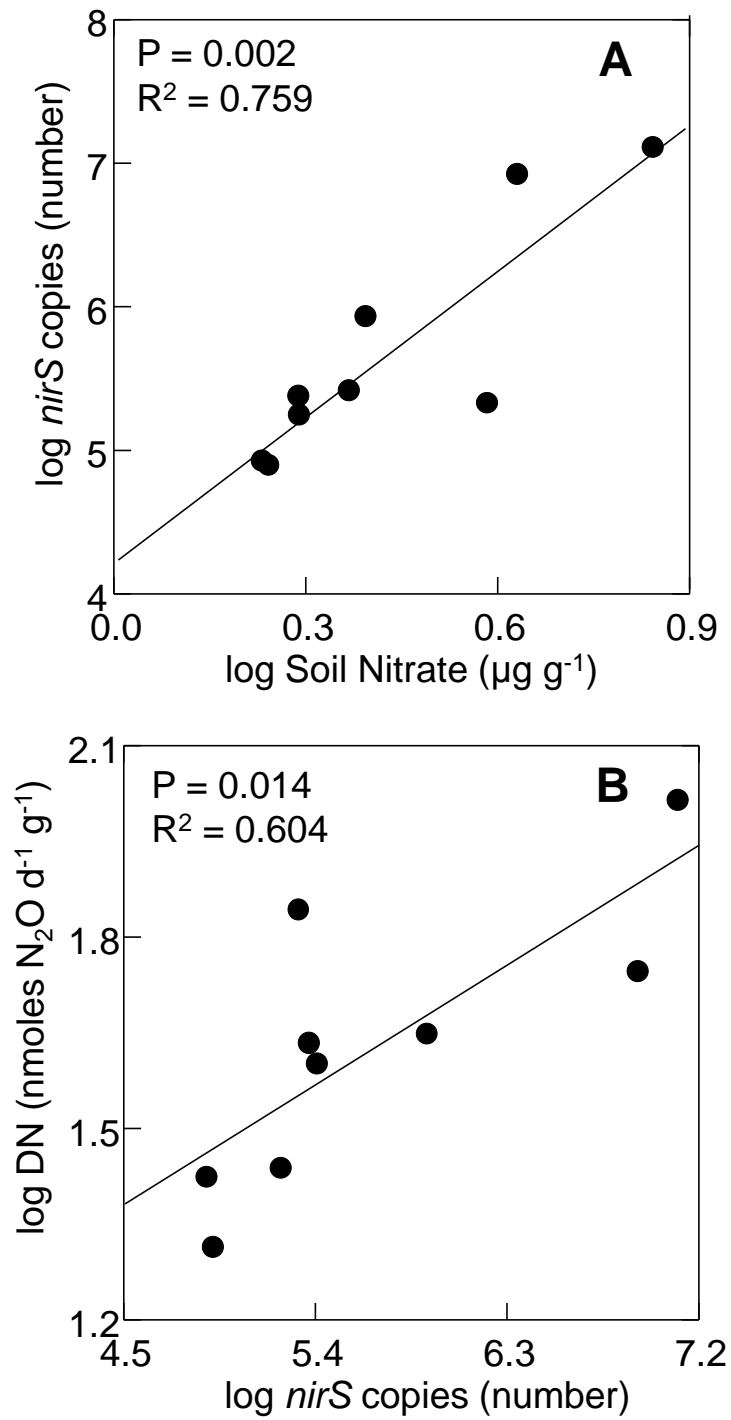 8
P = 0.002
A
R² = 0.759
7
6
5
4
log nirS copies (number)
0.0 0.3 0.6 0.9
log Soil Nitrate (µg g⁻¹)
2.1
P = 0.014
B
R² = 0.604
1.8
1.5
1.2
log DN (nmoles N₂O d⁻¹ g⁻¹)
4.5 5.4 6.3 7.2
log nirS copies (number)